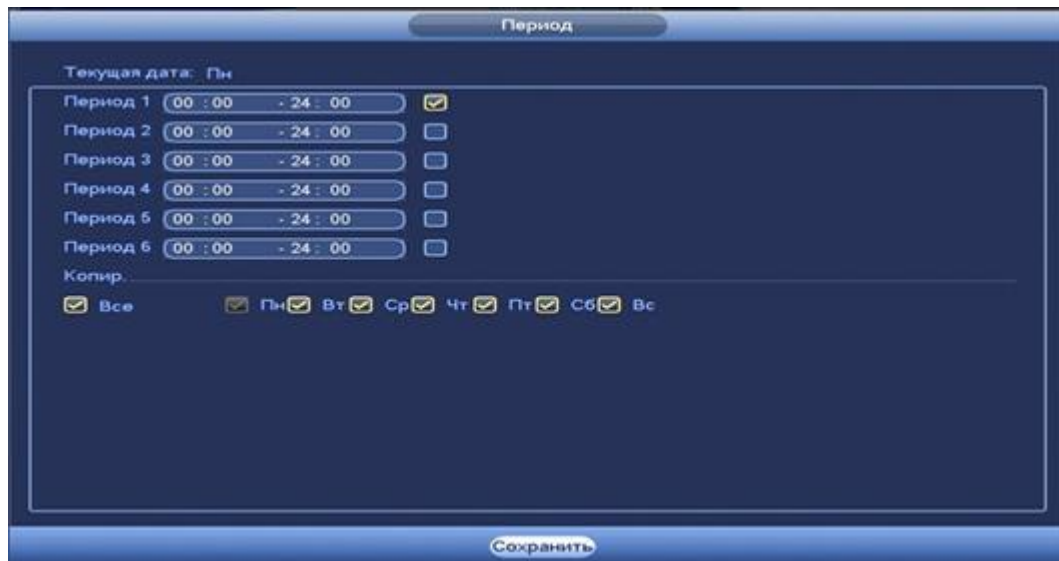 Период
Текущая дата: Пн
Период 1 00 : 00 - 24 : 00
Период 2 00 : 00 - 24 : 00
Период 3 00 : 00 - 24 : 00
Период 4 00 : 00 - 24 : 00
Период 5 00 : 00 - 24 : 00
Период 6 00 : 00 - 24 : 00
Копир.
Все Пн Вт Ср Чт Пт Сб Вс
Сохранить